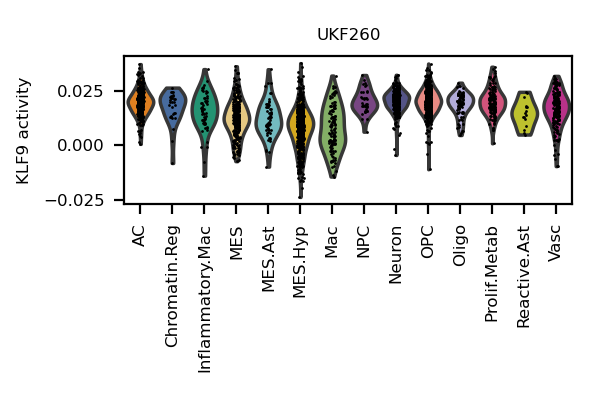 UKF260
KLF9 activity
0.025
0.000
−0.025
AC
Chromatin.Reg
Inflammatory.Mac
MES
MES.Ast
MES.Hyp
Mac
NPC
Neuron
OPC
Oligo
Prolif.Metab
Reactive.Ast
Vasc